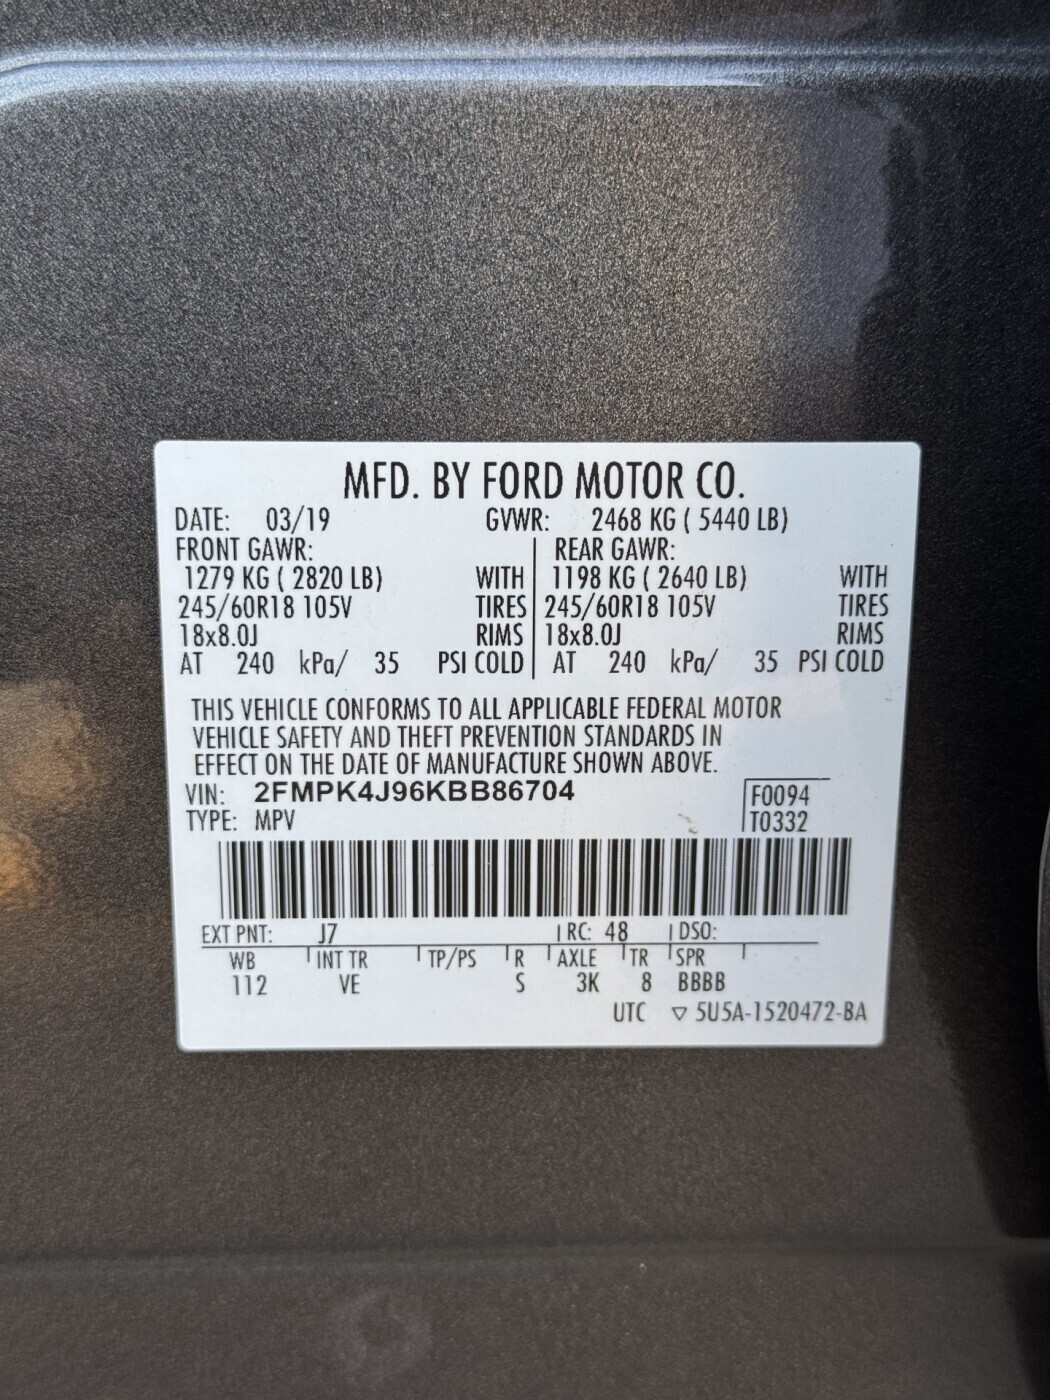 MFD. BY FORD MOTOR CO.
DATE: 03/19 GVWR: 2468 KG ( 5440 LB)
FRONT GAWR: REAR GAWR:
1279 KG ( 2820 LB) WITH 1198 KG ( 2640 LB) WITH
245/60R18 105V TIRES 245/60R18 105V TIRES
18x8.0J RIMS 18x8.0J RIMS
AT 240 kPa/ 35 PSI COLD AT 240 kPa/ 35 PSI COLD
THIS VEHICLE CONFORMS TO ALL APPLICABLE FEDERAL MOTOR
VEHICLE SAFETY AND THEFT PREVENTION STANDARDS IN
EFFECT ON THE DATE OF MANUFACTURE SHOWN ABOVE.
VIN: 2FMPK4J96KBB86704 F0094
TYPE: MPV T0332
EXT PNT: J7 RC: 48 DSO:
WB INT TR TP/PS R AXLE TR SPR
112 VE S 3K 8 BBBB
UTC ▽ 5U5A-1520472-BA